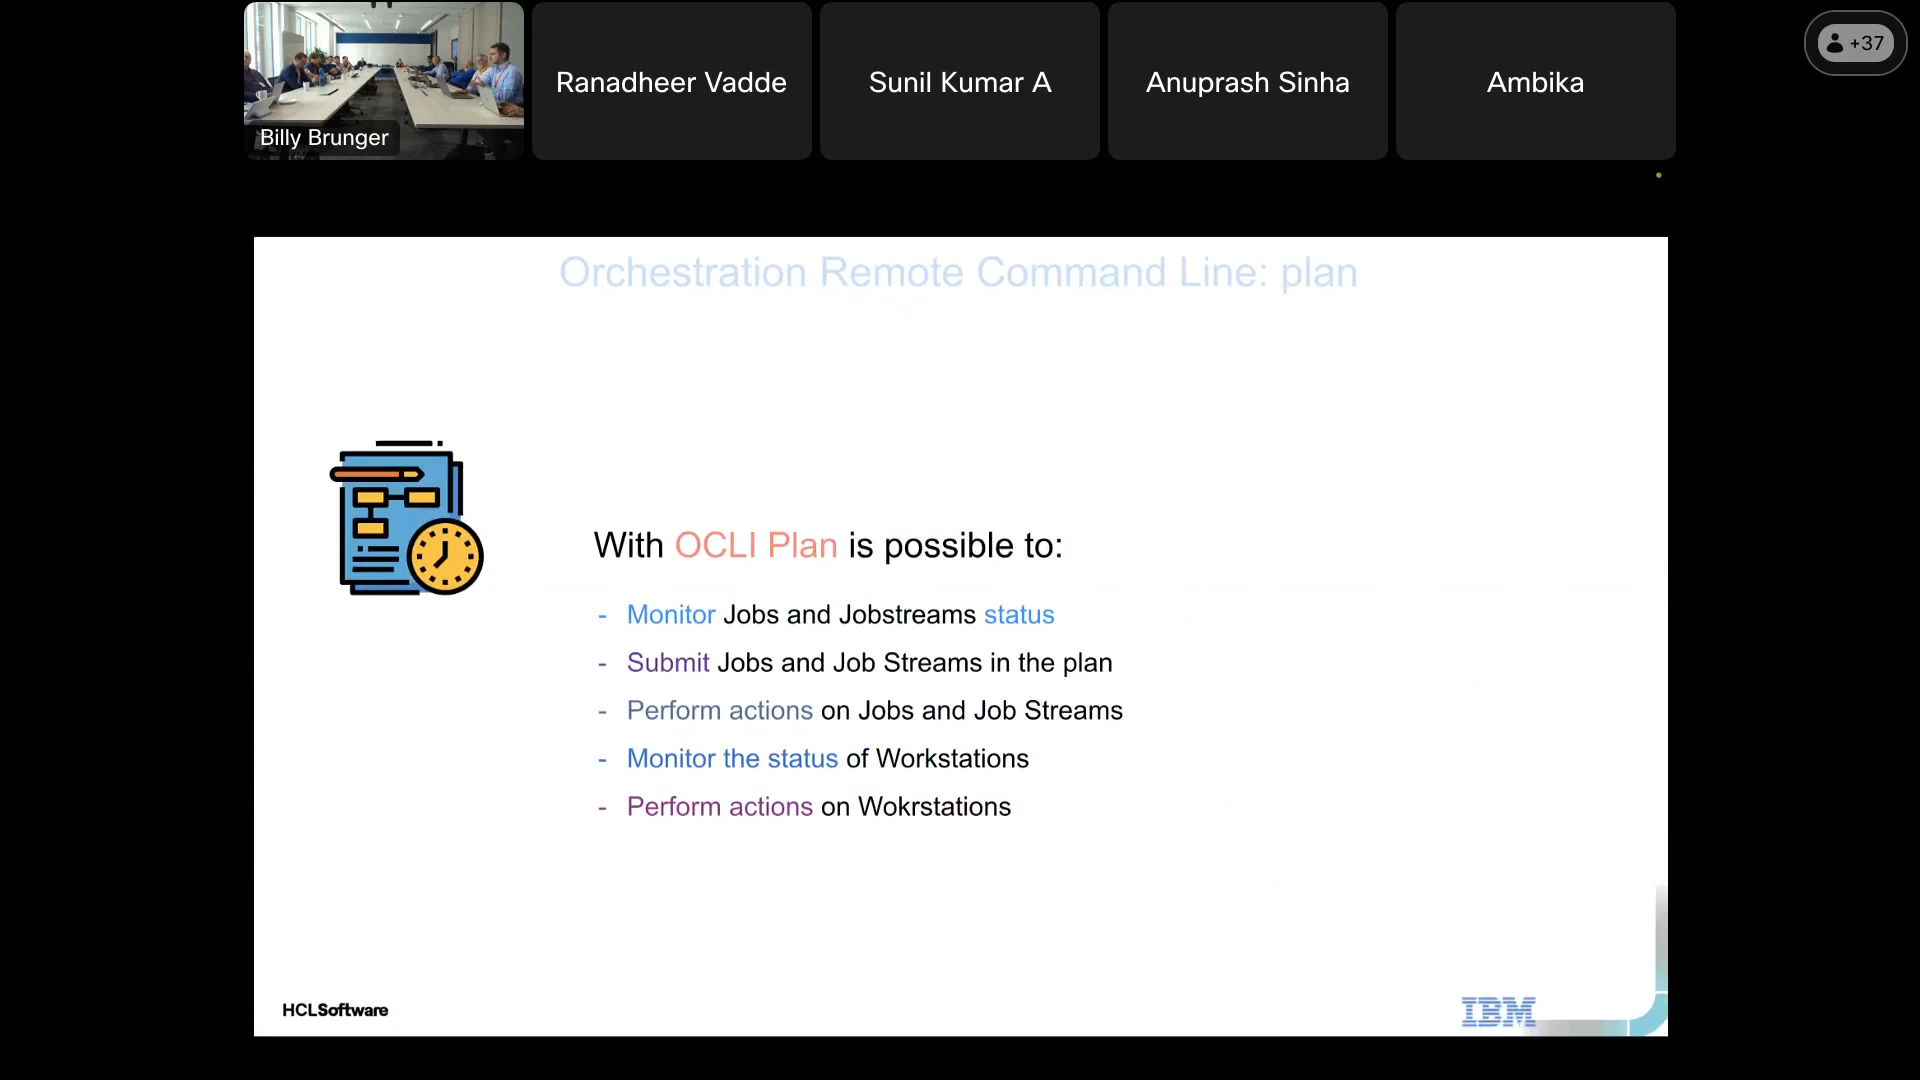 Billy Brunger
Ranadheer Vadde
Sunil Kumar A
Anuprash Sinha
Ambika
+37
Orchestration Remote Command Line: plan
With OCLI Plan is possible to:
- Monitor Jobs and Jobstreams status
- Submit Jobs and Job Streams in the plan
- Perform actions on Jobs and Job Streams
- Monitor the status of Workstations
- Perform actions on Wokrstations
HCLSoftware
IBM